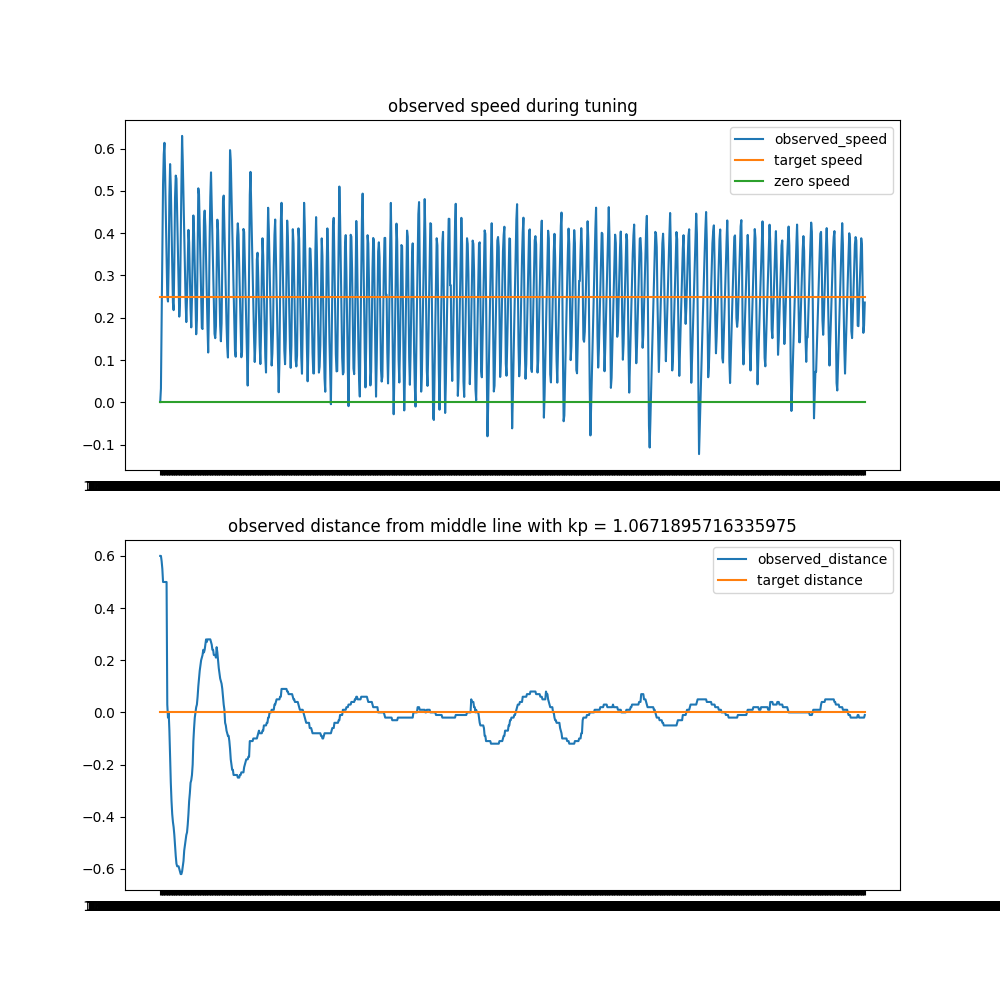 observed speed during tuning
observed_speed
target speed
zero speed
0.6
0.5
0.4
0.3
0.2
0.1
0.0
−0.1
observed distance from middle line with kp = 1.0671895716335975
observed_distance
target distance
0.6
0.4
0.2
0.0
−0.2
−0.4
−0.6